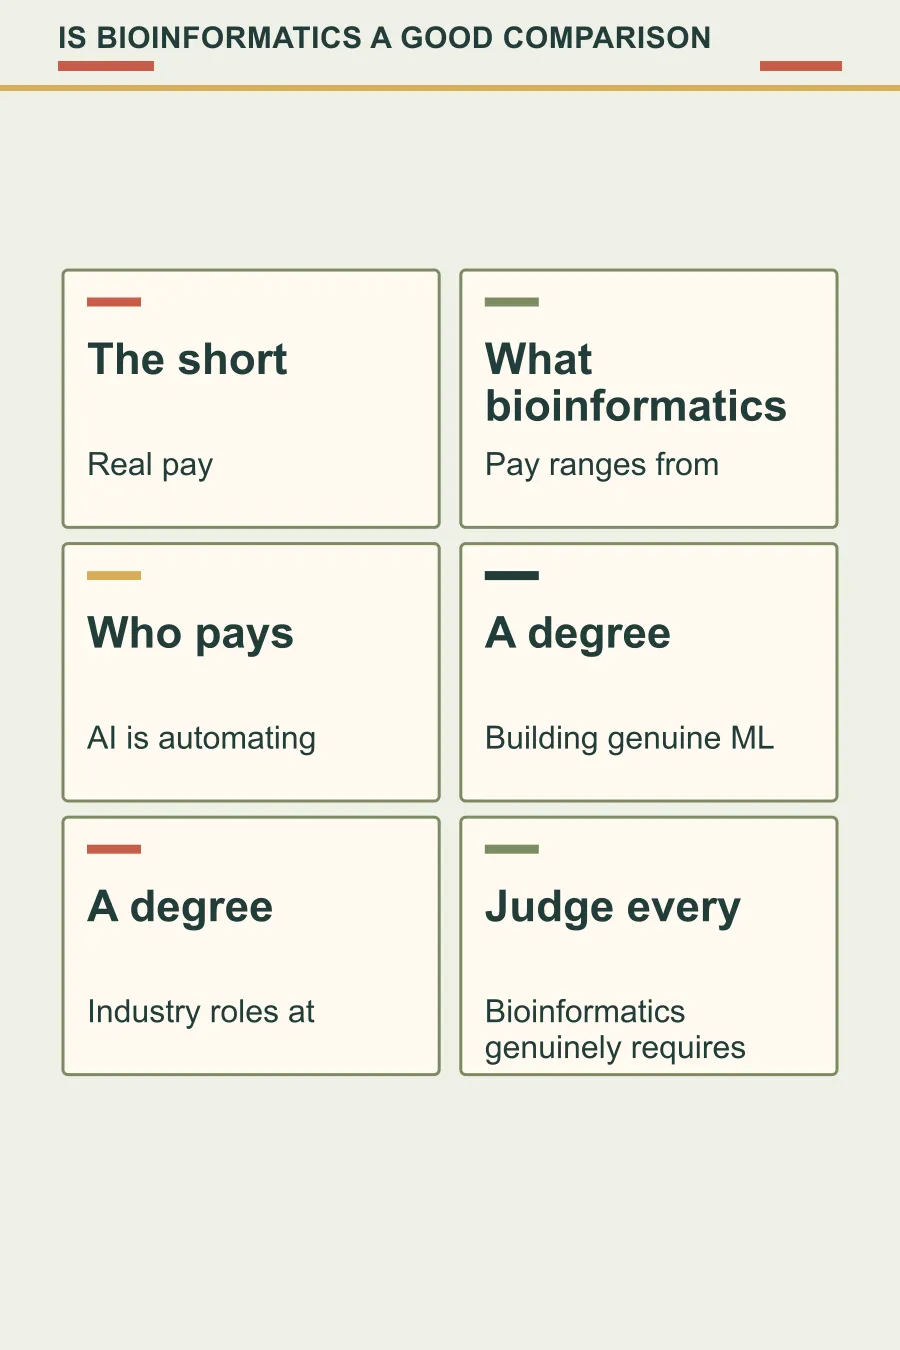 IS BIOINFORMATICS A GOOD COMPARISON
The short
Real pay
What
bioinformatics
Pay ranges from
Who pays
AI is automating
A degree
Building genuine ML
A degree
Industry roles at
Judge every
Bioinformatics
genuinely requires